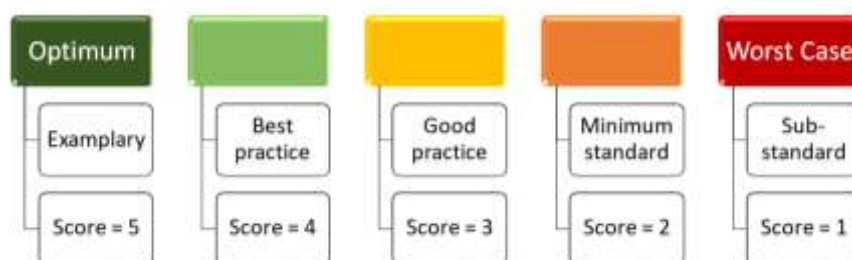 Optimum
Worst Case
Examplary
Best
practice
Good
practice
Minimum
standard
Sub-
standard
Score = 5
Score = 4
Score = 3
Score = 2
Score = 1